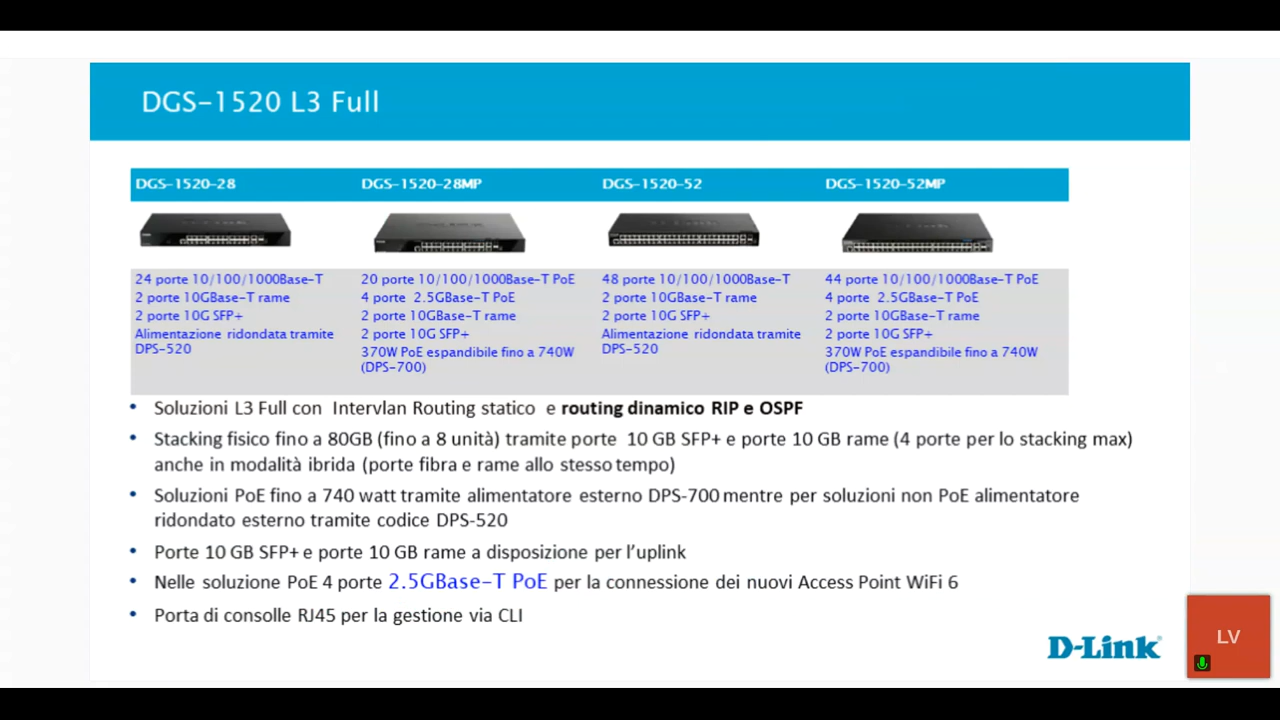 DGS-1520 L3 Full
DGS-1520-28 DGS-1520-28MP DGS-1520-52 DGS-1520-52MP
24 porte 10/100/1000Base-T
2 porte 10GBase-T rame
2 porte 10G SFP+
Alimentazione ridondata tramite
DPS-520
20 porte 10/100/1000Base-T PoE
4 porte 2.5GBase-T PoE
2 porte 10GBase-T rame
2 porte 10G SFP+
370W PoE espandibile fino a 740W
(DPS-700)
48 porte 10/100/1000Base-T
2 porte 10GBase-T rame
2 porte 10G SFP+
Alimentazione ridondata tramite
DPS-520
44 porte 10/100/1000Base-T PoE
4 porte 2.5GBase-T PoE
2 porte 10GBase-T rame
2 porte 10G SFP+
370W PoE espandibile fino a 740W
(DPS-700)
• Soluzioni L3 Full con Intervlan Routing statico e routing dinamico RIP e OSPF
• Stacking fisico fino a 80GB (fino a 8 unità) tramite porte 10 GB SFP+ e porte 10 GB rame (4 porte per lo stacking max)
anche in modalità ibrida (porte fibra e rame allo stesso tempo)
• Soluzioni PoE fino a 740 watt tramite alimentatore esterno DPS-700 mentre per soluzioni non PoE alimentatore
ridondato esterno tramite codice DPS-520
• Porte 10 GB SFP+ e porte 10 GB rame a disposizione per l'uplink
• Nelle soluzione PoE 4 porte 2.5GBase-T PoE per la connessione dei nuovi Access Point WiFi 6
• Porta di consolle RJ45 per la gestione via CLI
D-Link
LV